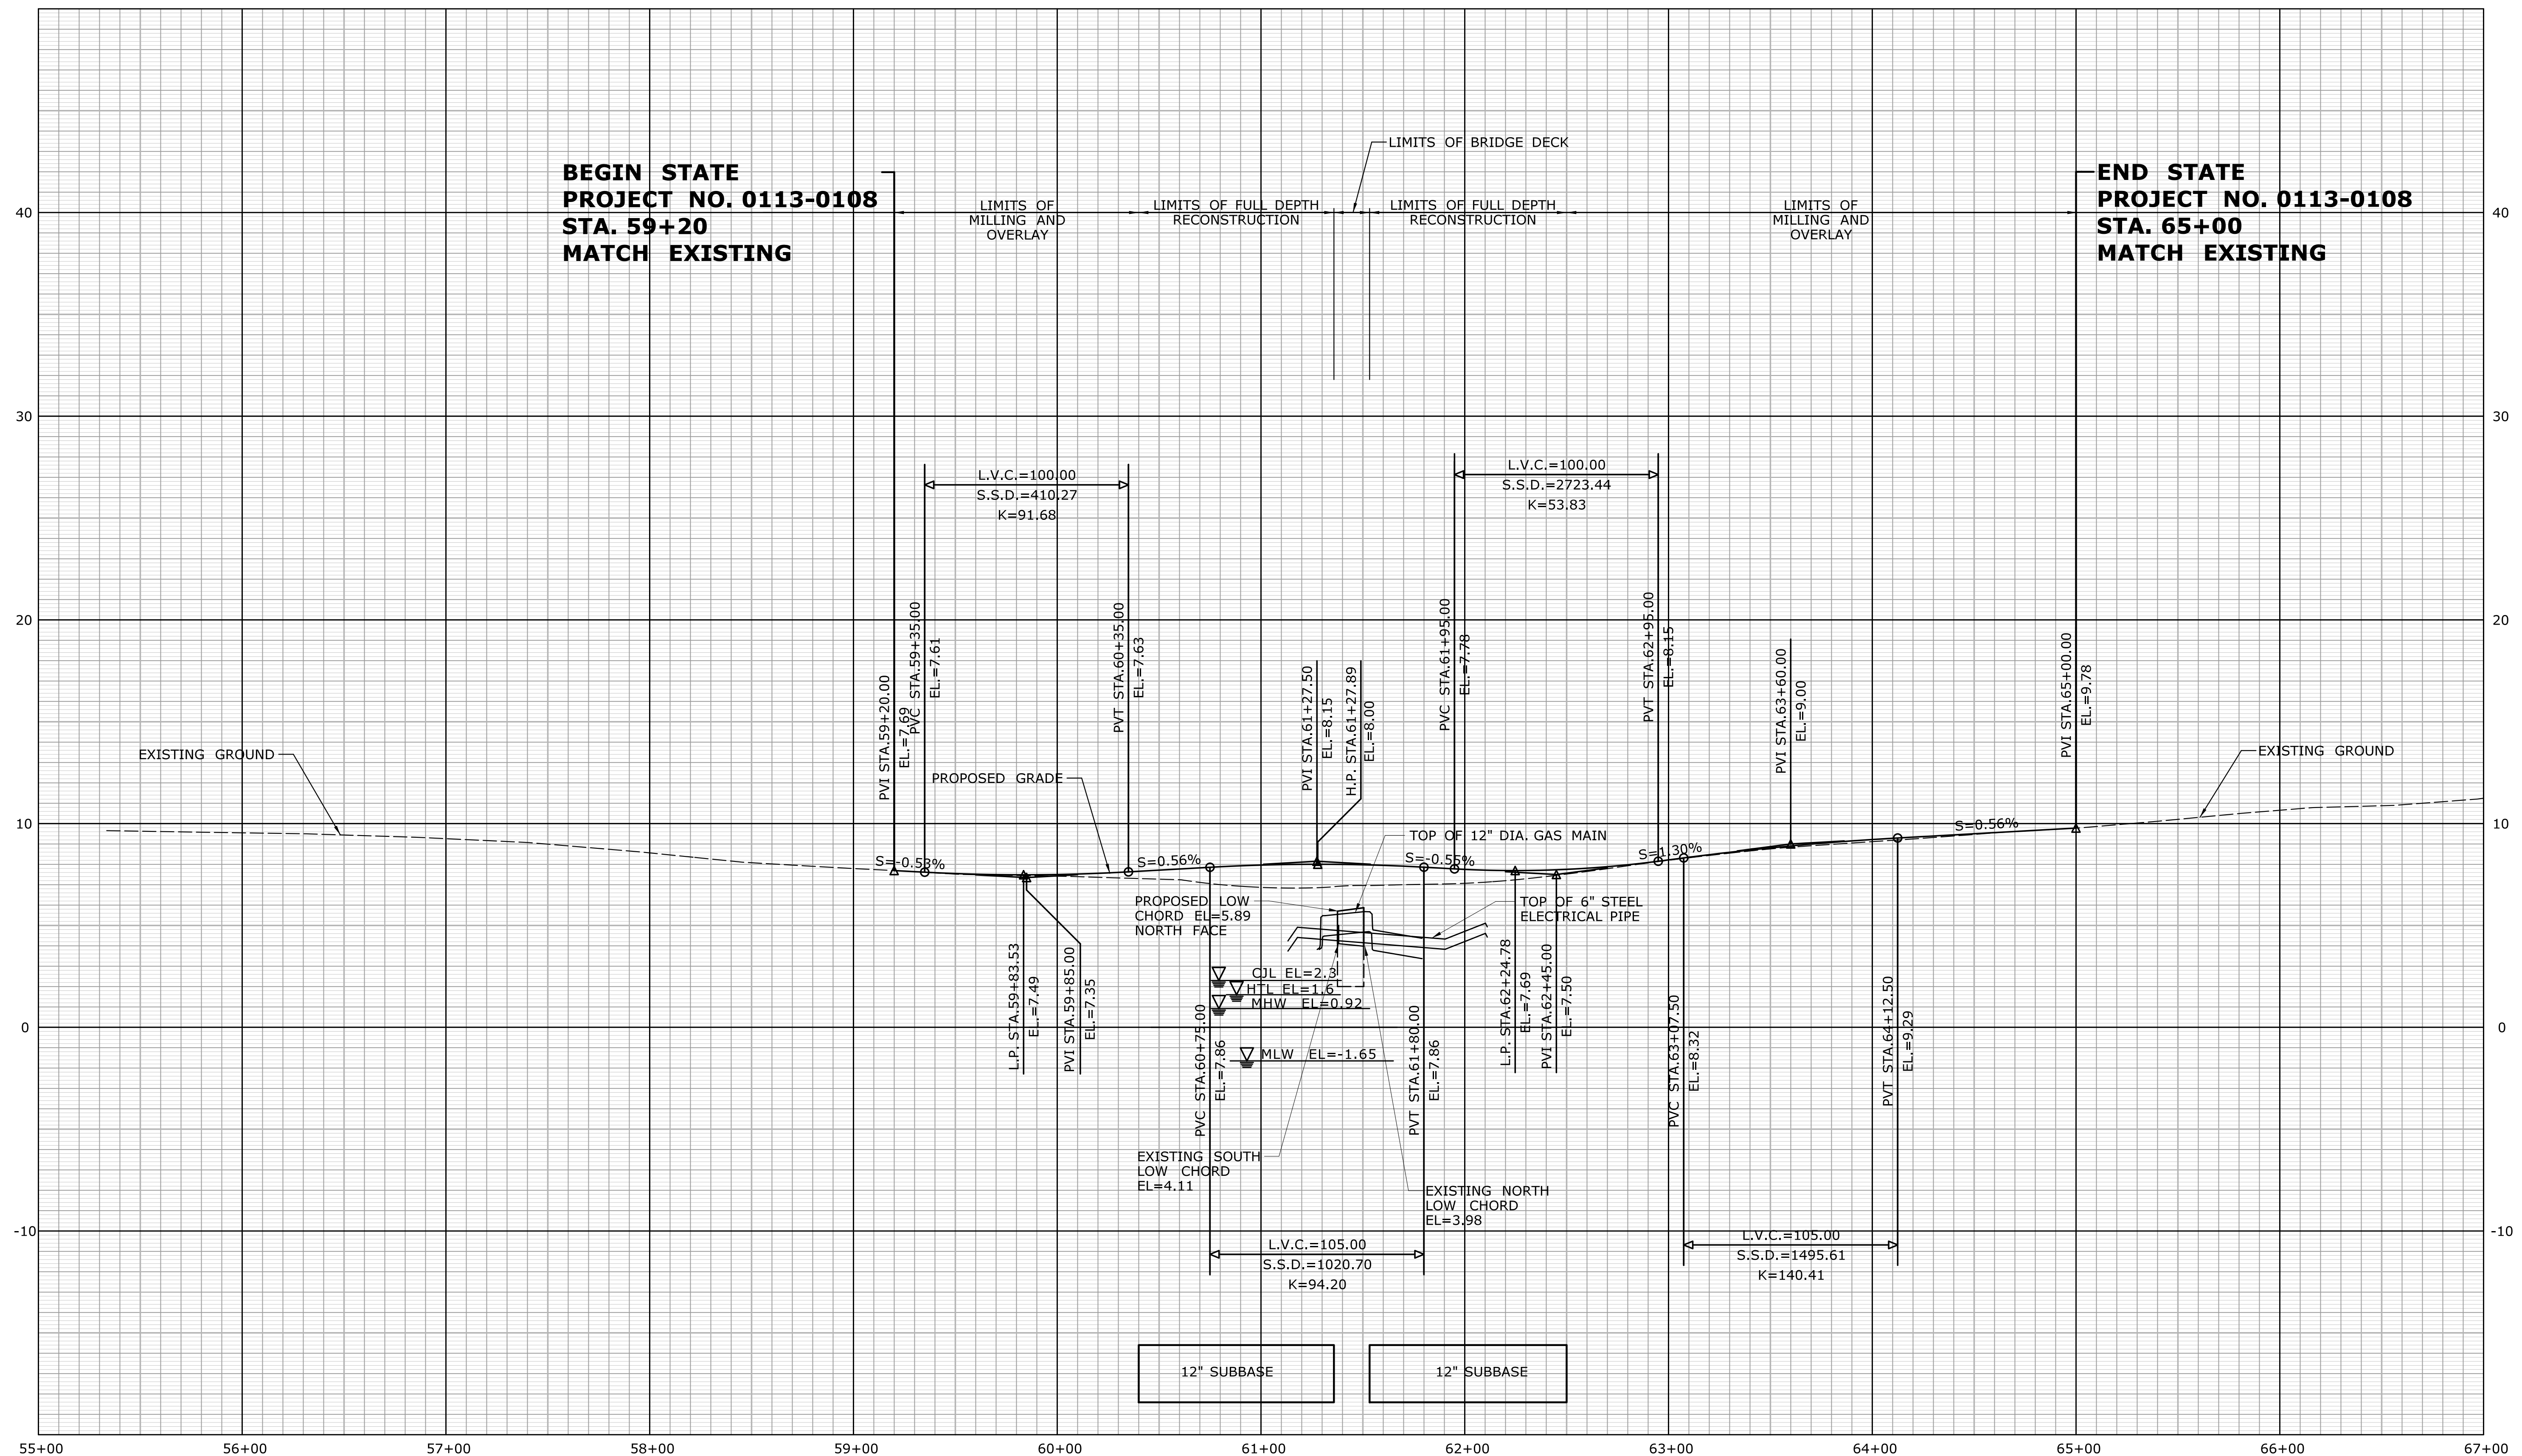 LIMITS OF BRIDGE DECK
BEGIN STATE
PROJECT NO. 0113-0108
STA. 59+20
MATCH EXISTING
LIMITS OF
MILLING AND
OVERLAY
LIMITS OF FULL DEPTH
RECONSTRUCTION
LIMITS OF FULL DEPTH
RECONSTRUCTION
LIMITS OF
MILLING AND
OVERLAY
END STATE
PROJECT NO. 0113-0108
STA. 65+00
MATCH EXISTING
40
40
30
30
L.V.C.=100.00
S.S.D.=410.27
K=91.68
L.V.C.=100.00
S.S.D.=2723.44
K=53.83
20
20
PVI STA.59+20.00
EL.=7.69
PVC STA.59+35.00
EL.=7.61
PVT STA.60+35.00
EL.=7.63
PVI STA.61+27.50
EL.=8.15
H.P. STA.61+27.89
EL.=8.00
PVC STA.61+95.00
EL.=7.78
PVT STA.62+95.00
EL.=8.15
PVI STA.63+60.00
EL.=9.00
PVI STA.65+00.00
EL.=9.78
EXISTING GROUND
PROPOSED GRADE
EXISTING GROUND
10
10
TOP OF 12" DIA. GAS MAIN
S=-0.53%
S=0.56%
S=-0.55%
S=1.30%
S=0.56%
PROPOSED LOW
CHORD EL=5.89
NORTH FACE
TOP OF 6" STEEL
ELECTRICAL PIPE
L.P. STA.59+83.53
EL.=7.49
PVI STA.59+85.00
EL.=7.35
CJL EL=2.3
HTL EL=1.6
MHW EL=0.92
MLW EL=-1.65
0
0
PVC STA.60+75.00
EL.=7.86
PVT STA.61+80.00
EL.=7.86
L.P. STA.62+24.78
EL.=7.69
PVI STA.62+45.00
EL.=7.50
PVC STA.63+07.50
EL.=8.32
PVT STA.64+12.50
EL.=9.29
EXISTING SOUTH
LOW CHORD
EL=4.11
EXISTING NORTH
LOW CHORD
EL=3.98
-10
-10
L.V.C.=105.00
S.S.D.=1020.70
K=94.20
L.V.C.=105.00
S.S.D.=1495.61
K=140.41
12" SUBBASE
12" SUBBASE
55+00
56+00
57+00
58+00
59+00
60+00
61+00
62+00
63+00
64+00
65+00
66+00
67+00